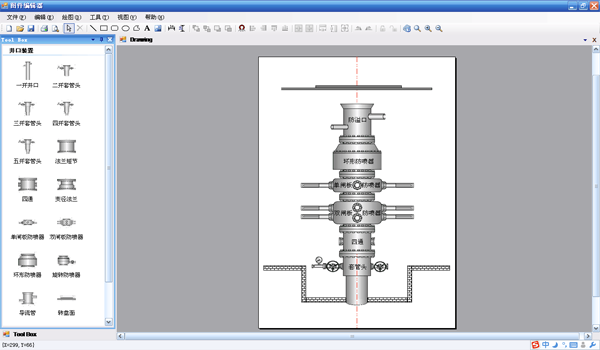 图件编辑器
文件(F) 编辑(E) 绘图(D) 工具(T) 视图(V) 帮助(H)
Tool Box
Drawing
井口装置
一开井口 二开套管头
三开套管头 四开套管头
五开套管头 法兰短节
四通 变径法兰
单闸板防喷器 双闸板防喷器
环形防喷器 旋转防喷器
导流管 转盘面
防溢口
环形防喷器
单闸板 防喷器
双闸板 防喷器
四通
套管头
Tool Box
[X=299,Y=66]
中